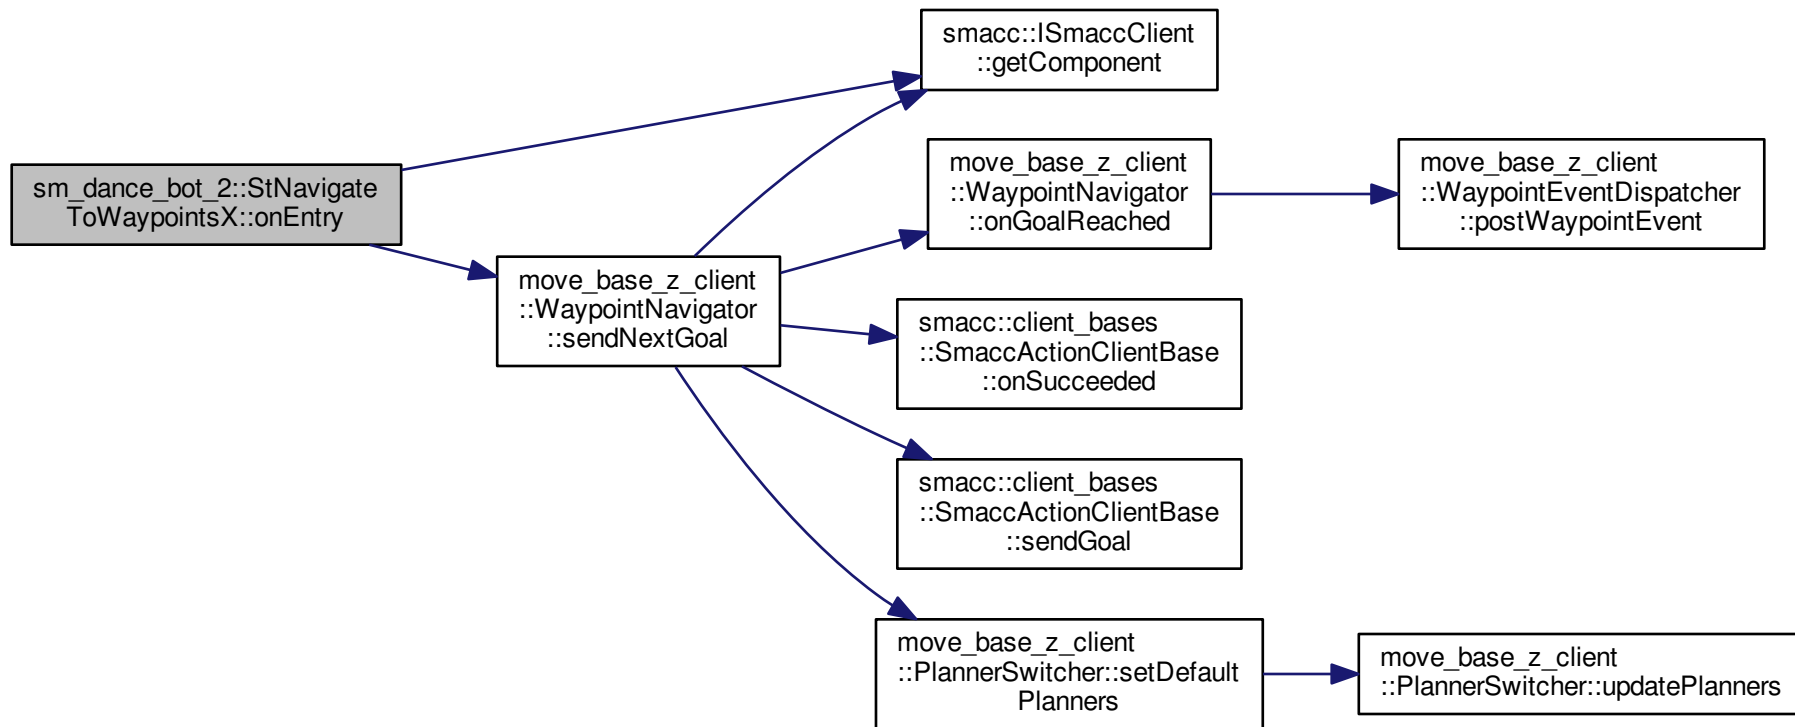 smacc::ISmaccClient
::getComponent
move_base_z_client
::WaypointNavigator
::onGoalReached
move_base_z_client
::WaypointEventDispatcher
::postWaypointEvent
sm_dance_bot_2::StNavigate
ToWaypointsX::onEntry
move_base_z_client
::WaypointNavigator
::sendNextGoal
smacc::client_bases
::SmaccActionClientBase
::onSucceeded
smacc::client_bases
::SmaccActionClientBase
::sendGoal
move_base_z_client
::PlannerSwitcher::setDefault
Planners
move_base_z_client
::PlannerSwitcher::updatePlanners